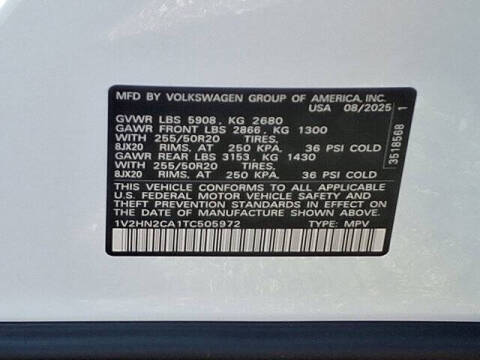 MFD BY VOLKSWAGEN GROUP OF AMERICA, INC.
USA 08/2025
GVWR LBS 5908, KG 2680
GAWR FRONT LBS 2866, KG 1300
WITH 255/50R20 TIRES,
8JX20 RIMS, AT 250 KPA, 36 PSI COLD
GAWR REAR LBS 3153, KG 1430
WITH 255/50R20 TIRES,
8JX20 RIMS, AT 250 KPA, 36 PSI COLD
THIS VEHICLE CONFORMS TO ALL APPLICABLE
U.S. FEDERAL MOTOR VEHICLE SAFETY AND
THEFT PREVENTION STANDARDS IN EFFECT ON THE
DATE OF MANUFACTURE SHOWN ABOVE.
1V2HN2CA1TC505972 TYPE: MPV
3518568 1